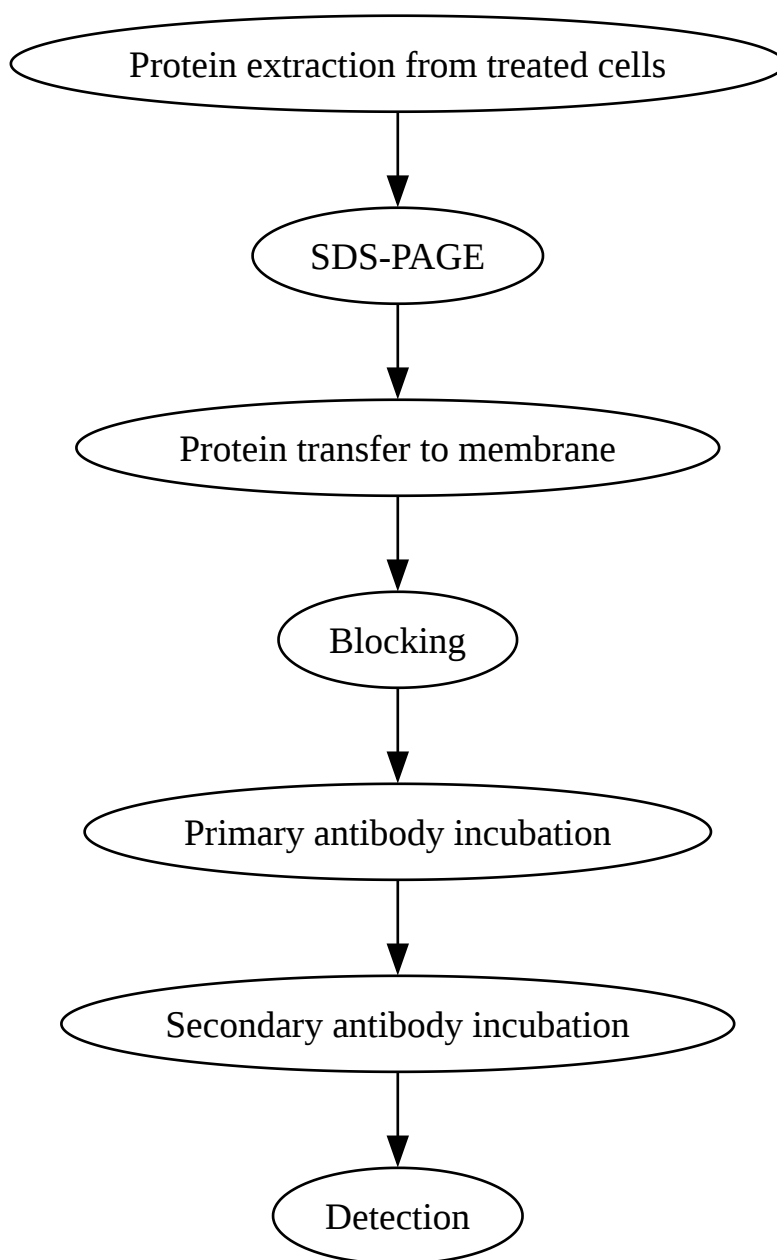 Protein extraction from treated cells
SDS-PAGE
Protein transfer to membrane
Blocking
Primary antibody incubation
Secondary antibody incubation
Detection